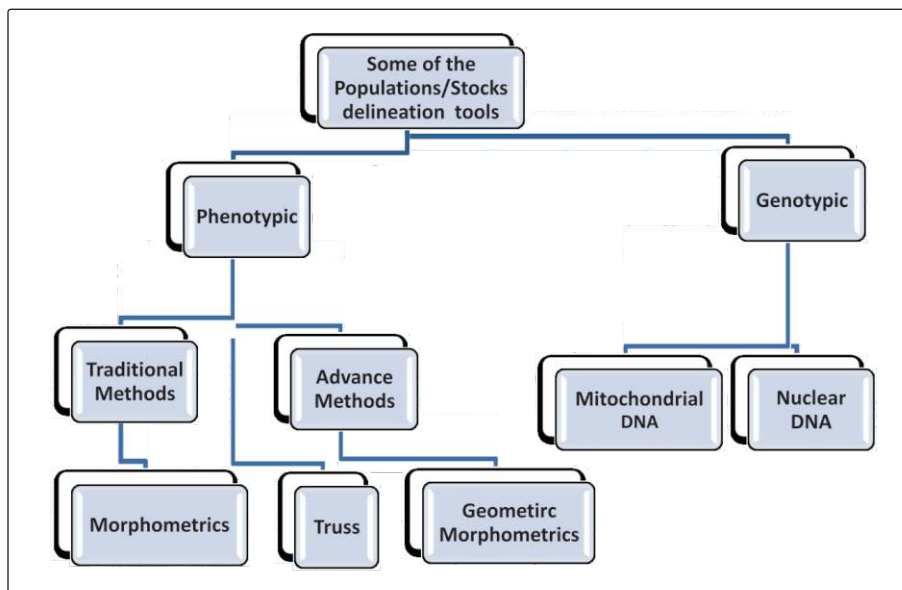 Some of the
Populations/Stocks
delineation tools
Phenotypic
Genotypic
Traditional
Methods
Advance
Methods
Mitochondrial
DNA
Nuclear
DNA
Morphometrics
Truss
Geometirc
Morphometrics